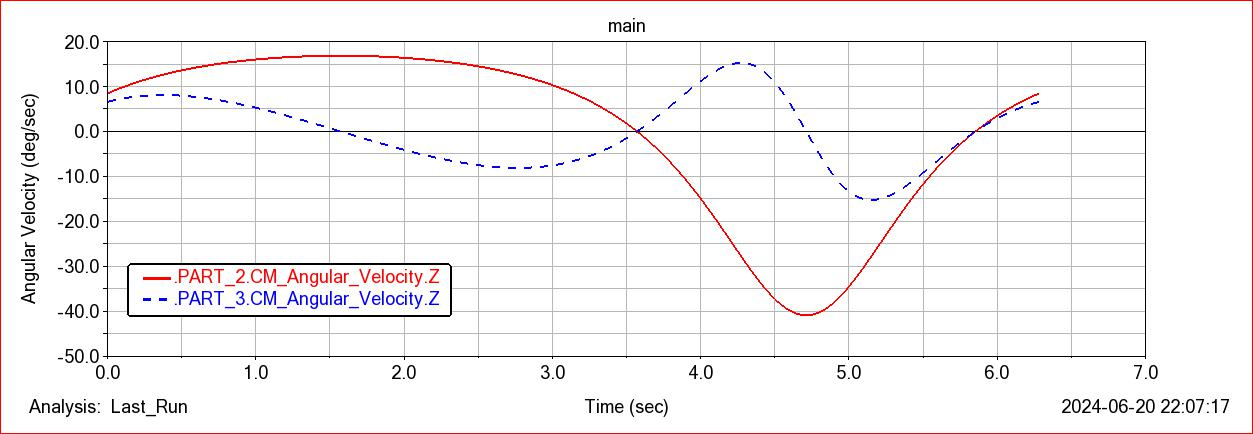 main
20.0
10.0
0.0
-10.0
-20.0
-30.0
-40.0
-50.0
Angular Velocity (deg/sec)
.PART_2.CM_Angular_Velocity.Z
.PART_3.CM_Angular_Velocity.Z
0.0 1.0 2.0 3.0 4.0 5.0 6.0 7.0
Analysis: Last_Run Time (sec) 2024-06-20 22:07:17